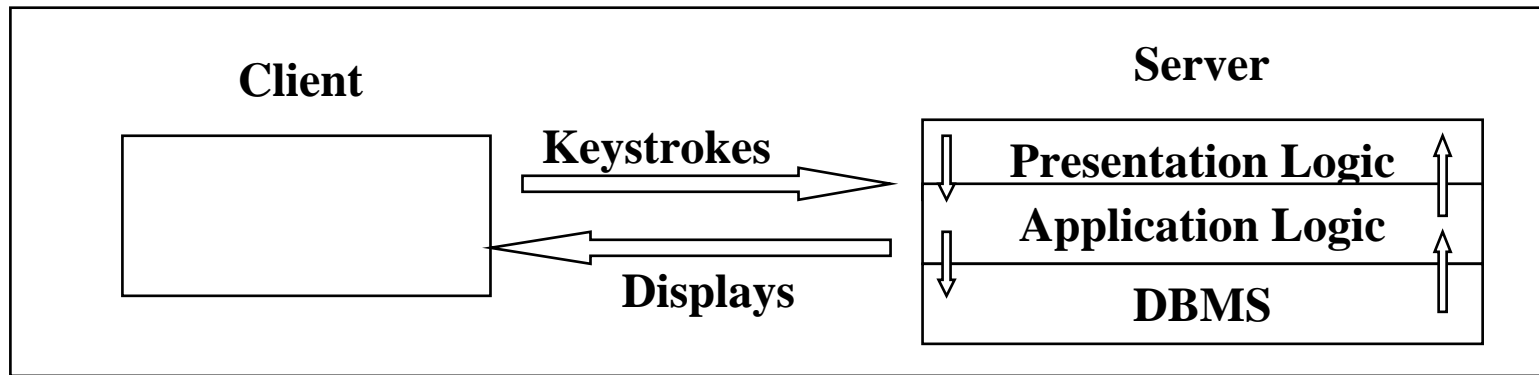 Client
Server
Keystrokes
Displays
Presentation Logic
Application Logic
DBMS